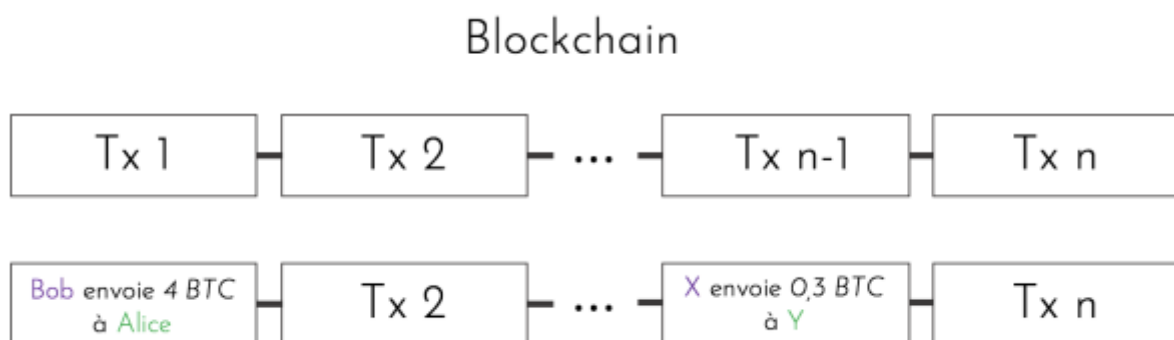 Blockchain
Tx 1 Tx 2 ... Tx n-1 Tx n
Bob envoie 4 BTC à Alice Tx 2 ... X envoie 0,3 BTC à Y Tx n